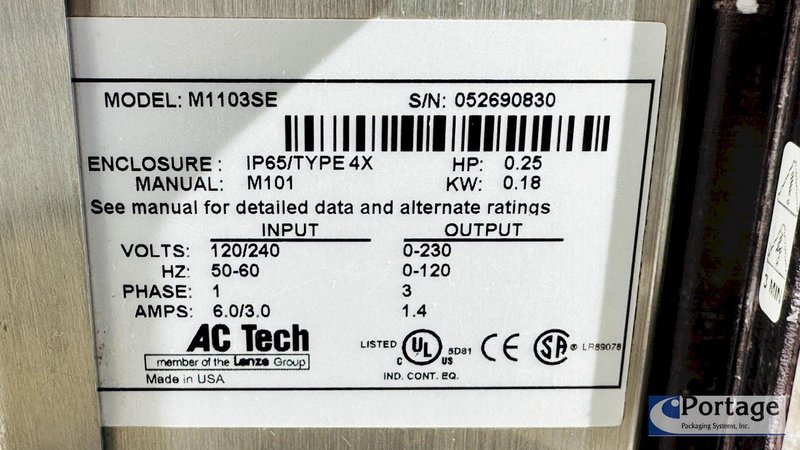 MODEL: M1103SE S/N: 052690830
ENCLOSURE: IP65/TYPE 4X HP: 0.25
MANUAL: M101 KW: 0.18
See manual for detailed data and alternate ratings
INPUT OUTPUT
VOLTS: 120/240 0-230
HZ: 50-60 0-120
PHASE: 1 3
AMPS: 6.0/3.0 1.4
AC Tech
member of the Lenze Group
Made in USA
LISTED C UL US 5D81 CE SA ® LR89078
IND. CONT. EQ.
3 MM
Portage
Packaging Systems, Inc.